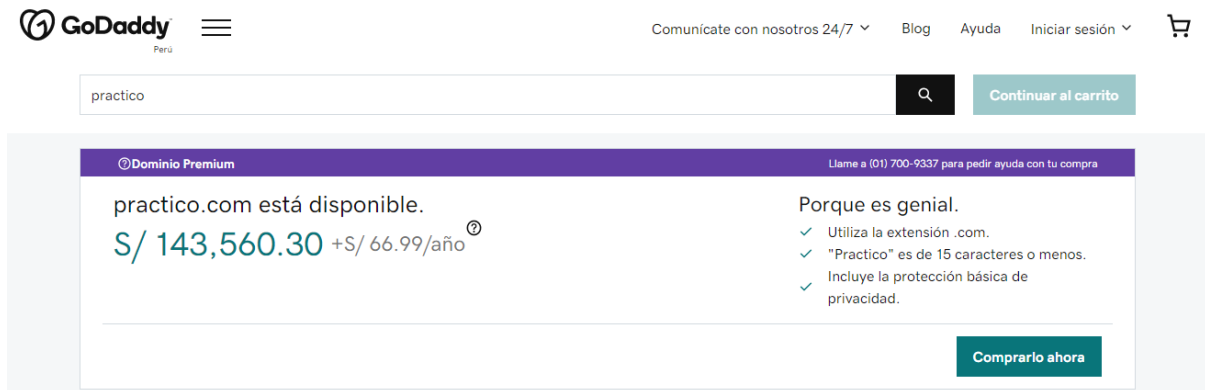 GoDaddy
Perú
Comunícate con nosotros 24/7 Blog Ayuda Iniciar sesión
practico
Continuar al carrito
Dominio Premium
Llame a (01) 700-9337 para pedir ayuda con tu compra
practico.com está disponible.
S/ 143,560.30 +S/ 66.99/año
Porque es genial.
Utiliza la extensión .com.
"Practico" es de 15 caracteres o menos.
Incluye la protección básica de
privacidad.
Comprarlo ahora